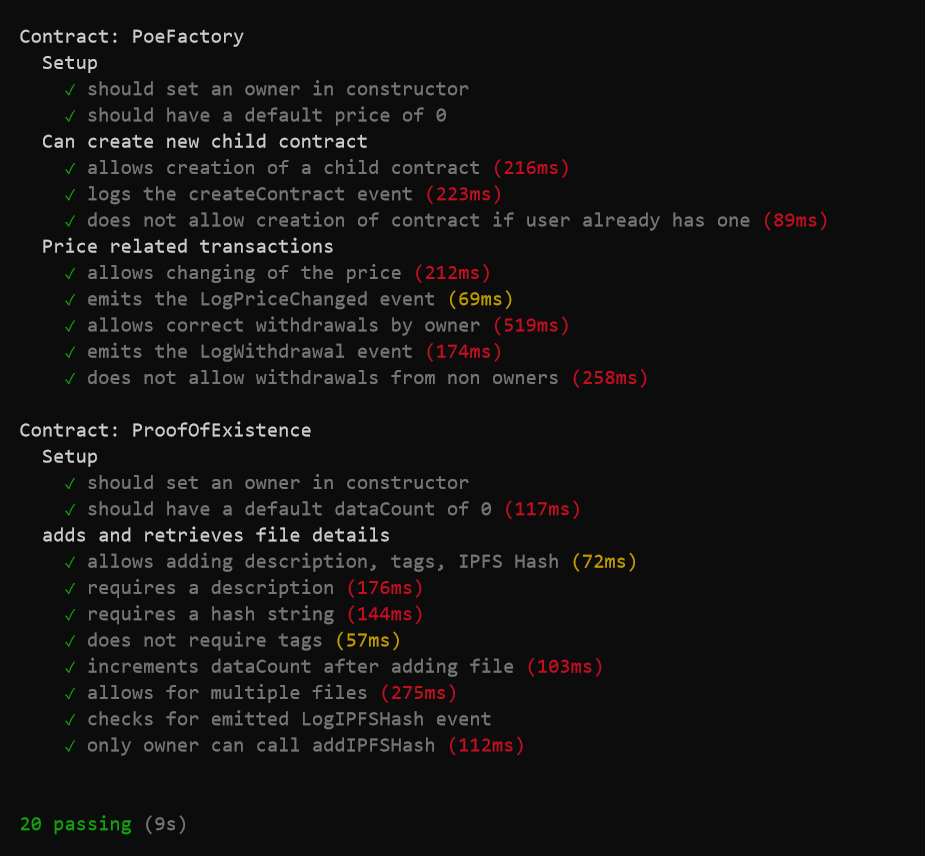 Contract: PoeFactory
Setup
✓ should set an owner in constructor
✓ should have a default price of 0
Can create new child contract
✓ allows creation of a child contract (216ms)
✓ logs the createContract event (223ms)
✓ does not allow creation of contract if user already has one (89ms)
Price related transactions
✓ allows changing of the price (212ms)
✓ emits the LogPriceChanged event (69ms)
✓ allows correct withdrawals by owner (519ms)
✓ emits the LogWithdrawal event (174ms)
✓ does not allow withdrawals from non owners (258ms)
Contract: ProofOfExistence
Setup
✓ should set an owner in constructor
✓ should have a default dataCount of 0 (117ms)
adds and retrieves file details
✓ allows adding description, tags, IPFS Hash (72ms)
✓ requires a description (176ms)
✓ requires a hash string (144ms)
✓ does not require tags (57ms)
✓ increments dataCount after adding file (103ms)
✓ allows for multiple files (275ms)
✓ checks for emitted LogIPFSHash event
✓ only owner can call addIPFSHash (112ms)
20 passing (9s)